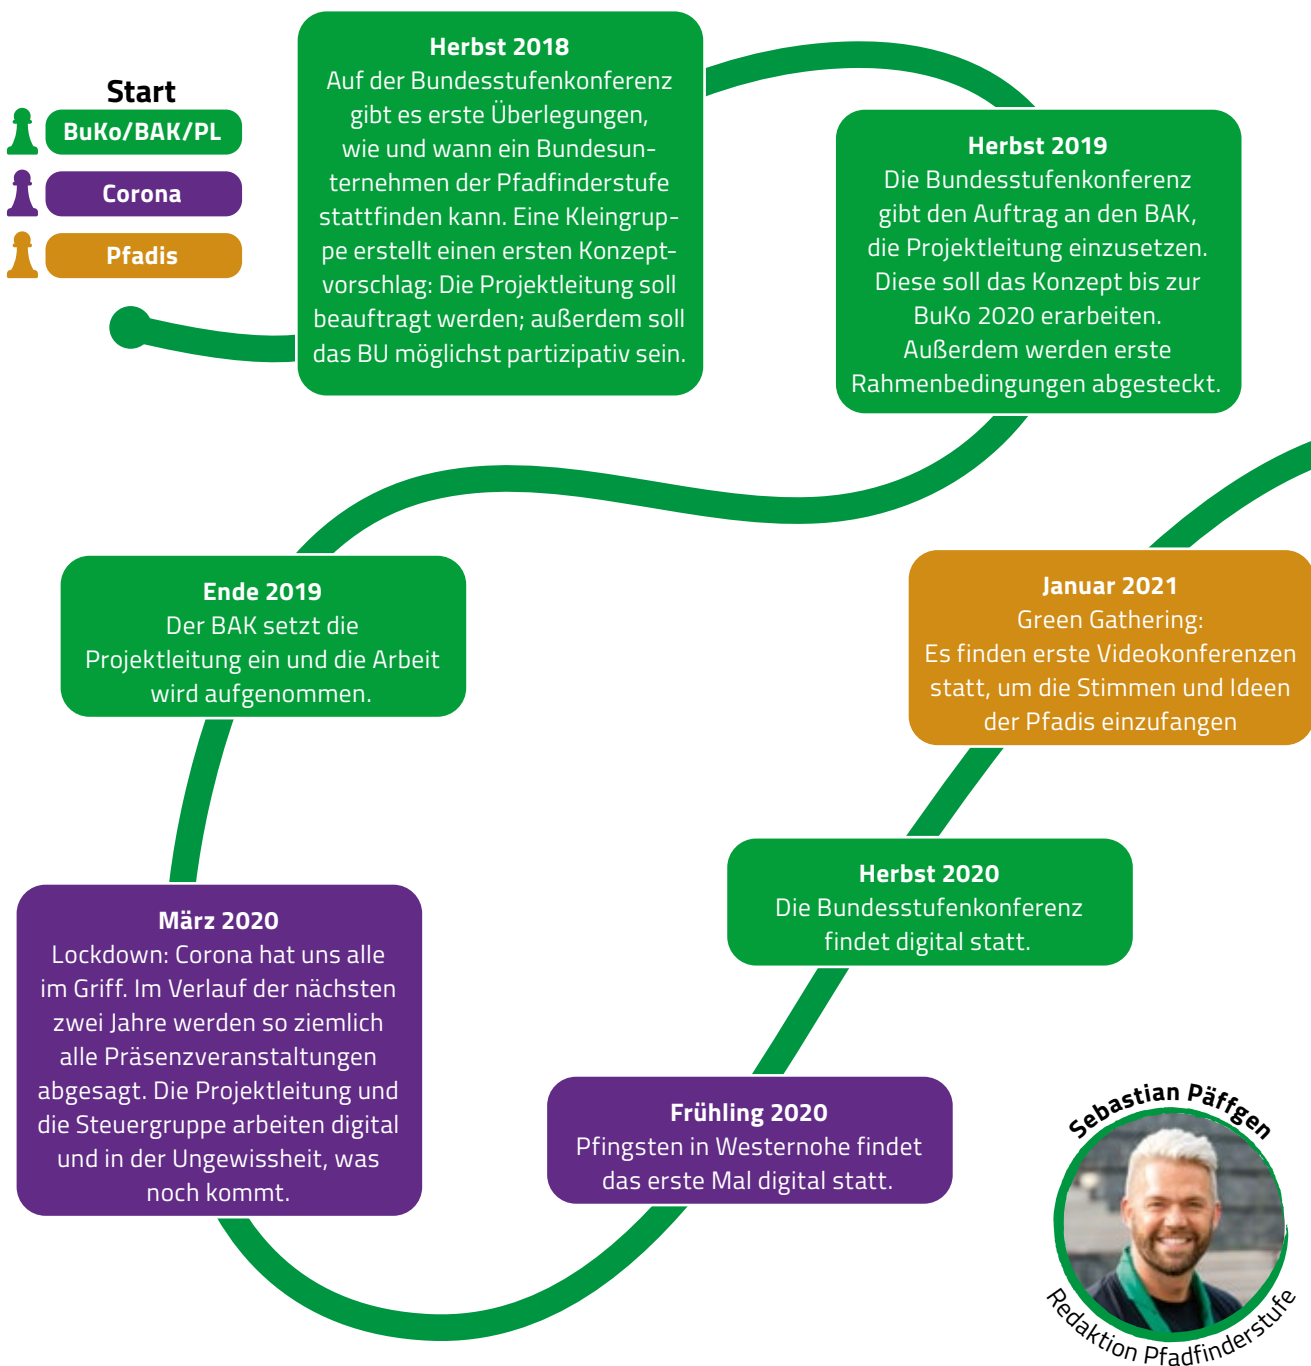 Start
BuKo/BAK/PL
Corona
Pfadis
Herbst 2018
Auf der Bundesstufenkonferenz
gibt es erste Überlegungen,
wie und wann ein Bundesun-
ternehmen der Pfadfinderstufe
stattfinden kann. Eine Kleingrup-
pe erstellt einen ersten Konzept-
vorschlag: Die Projektleitung soll
beauftragt werden; außerdem soll
das BU möglichst partizipativ sein.
Herbst 2019
Die Bundesstufenkonferenz
gibt den Auftrag an den BAK,
die Projektleitung einzusetzen.
Diese soll das Konzept bis zur
BuKo 2020 erarbeiten.
Außerdem werden erste
Rahmenbedingungen abgesteckt.
Ende 2019
Der BAK setzt die
Projektleitung ein und die Arbeit
wird aufgenommen.
März 2020
Lockdown: Corona hat uns alle
im Griff. Im Verlauf der nächsten
zwei Jahre werden so ziemlich
alle Präsenzveranstaltungen
abgesagt. Die Projektleitung und
die Steuergruppe arbeiten digital
und in der Ungewissheit, was
noch kommt.
Frühling 2020
Pfingsten in Westernohe findet
das erste Mal digital statt.
Herbst 2020
Die Bundesstufenkonferenz
findet digital statt.
Januar 2021
Green Gathering:
Es finden erste Videokonferenzen
statt, um die Stimmen und Ideen
der Pfadis einzufangen
Sebastian Päffgen
Redaktion Pfadfinderstufe